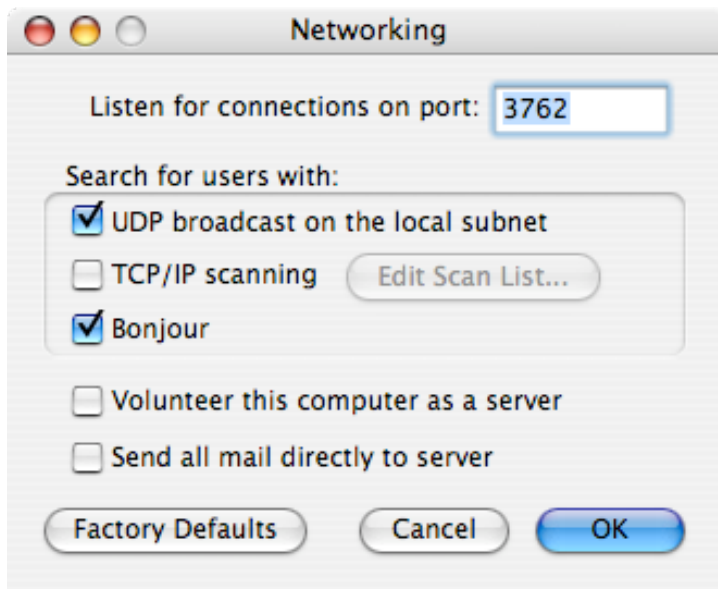 Networking
Listen for connections on port: 3762
Search for users with:
UDP broadcast on the local subnet
TCP/IP scanning Edit Scan List...
Bonjour
Volunteer this computer as a server
Send all mail directly to server
Factory Defaults Cancel OK